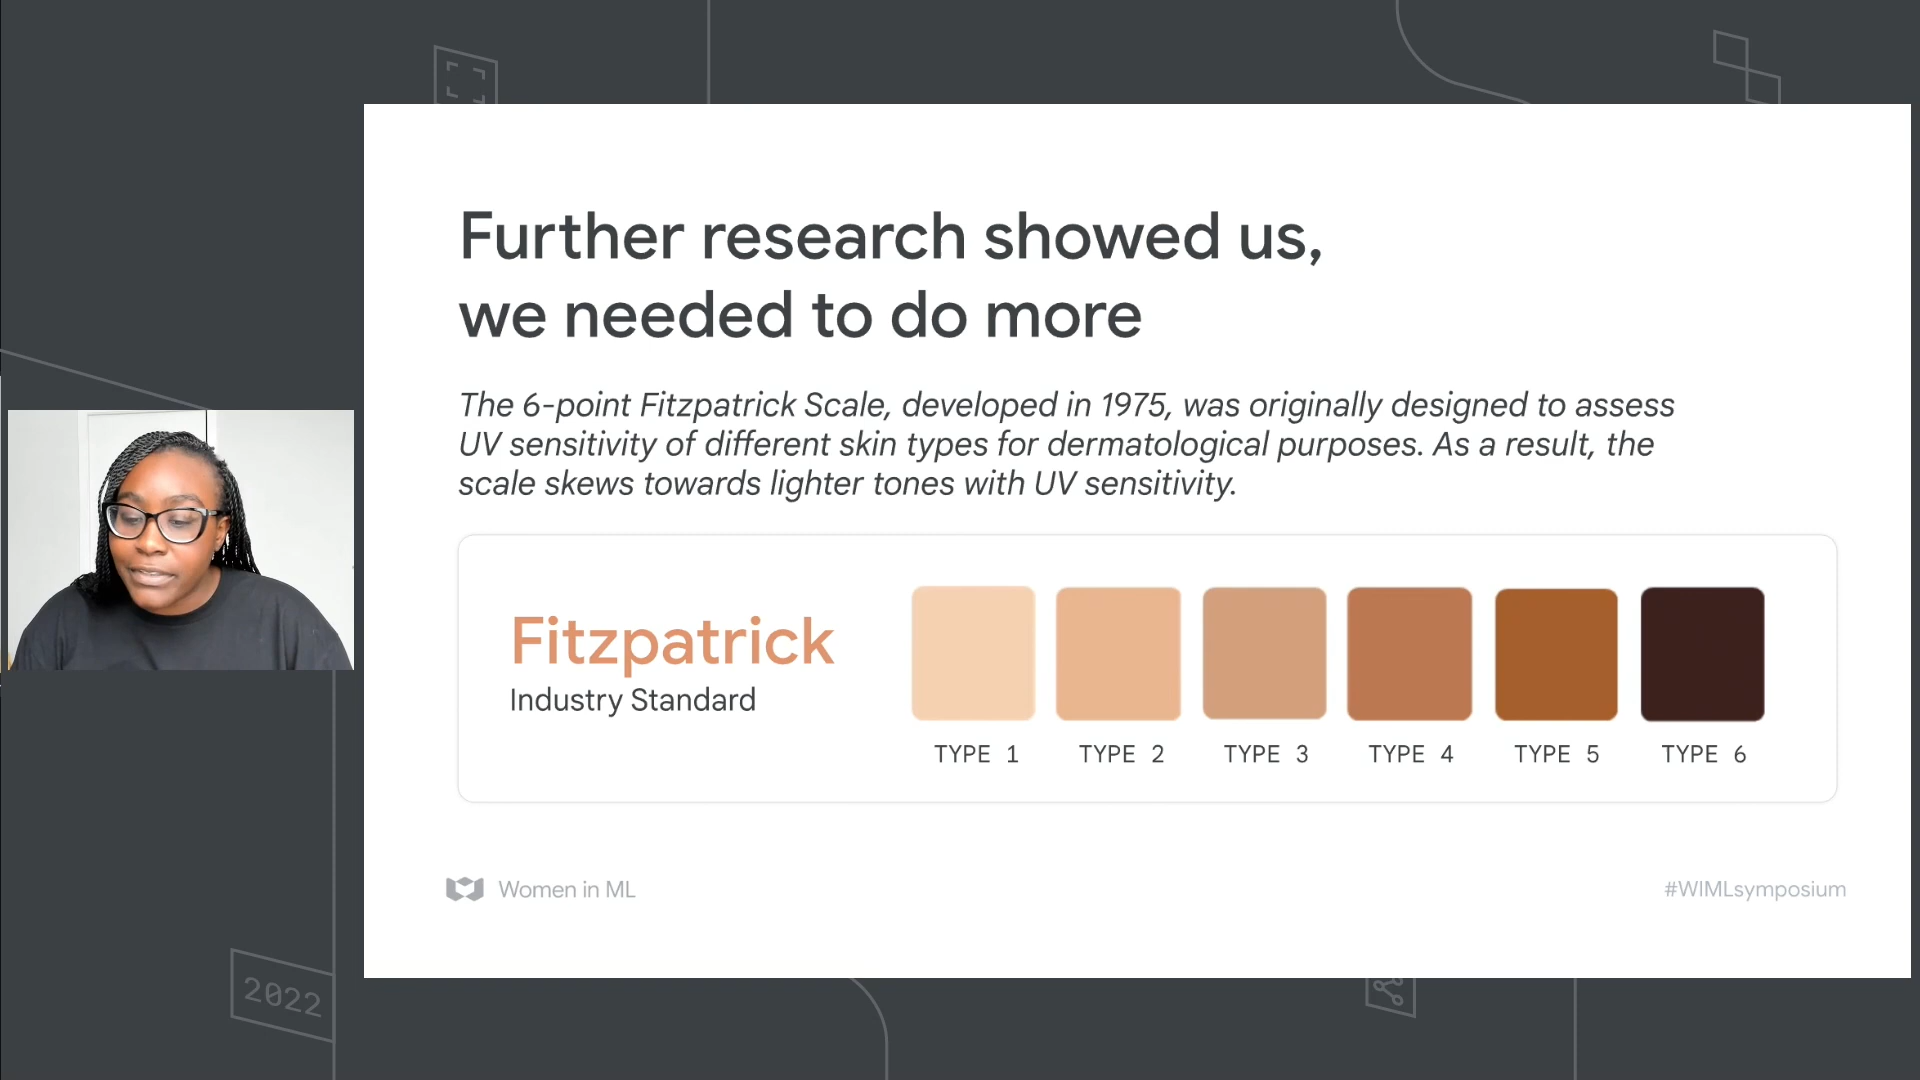 Further research showed us,
we needed to do more
The 6-point Fitzpatrick Scale, developed in 1975, was originally designed to assess
UV sensitivity of different skin types for dermatological purposes. As a result, the
scale skews towards lighter tones with UV sensitivity.
Fitzpatrick
Industry Standard
TYPE 1
TYPE 2
TYPE 3
TYPE 4
TYPE 5
TYPE 6
Women in ML
#WIMLsymposium
2022